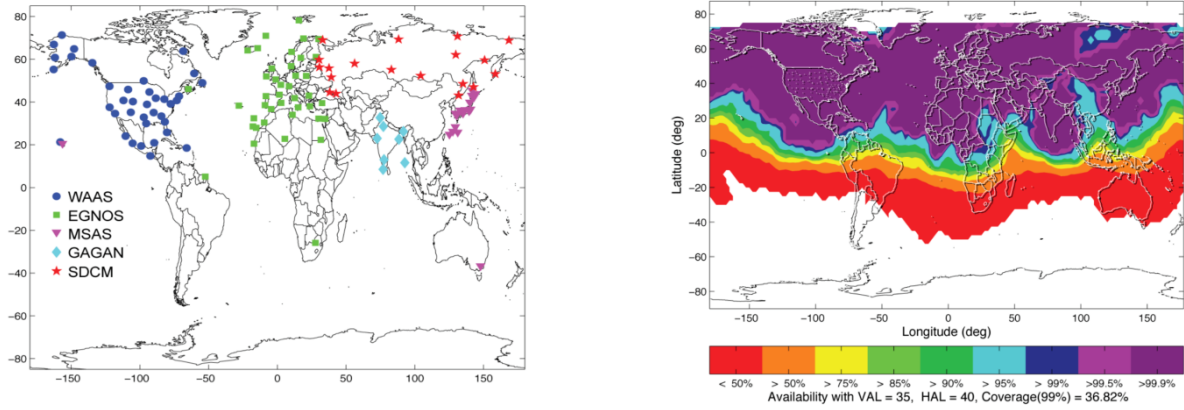 80
60
40
20
0
−20
−40
−60
−80
−150 −100 −50 0 50 100 150
WAAS
EGNOS
MSAS
GAGAN
SDCM
Latitude (deg)
80
60
40
20
0
−20
−40
−60
−80
−150 −100 −50 0 50 100 150
Longitude (deg)
< 50% > 50% > 75% > 85% > 90% > 95% > 99% >99.5% >99.9%
Availability with VAL = 35, HAL = 40, Coverage(99%) = 36.82%